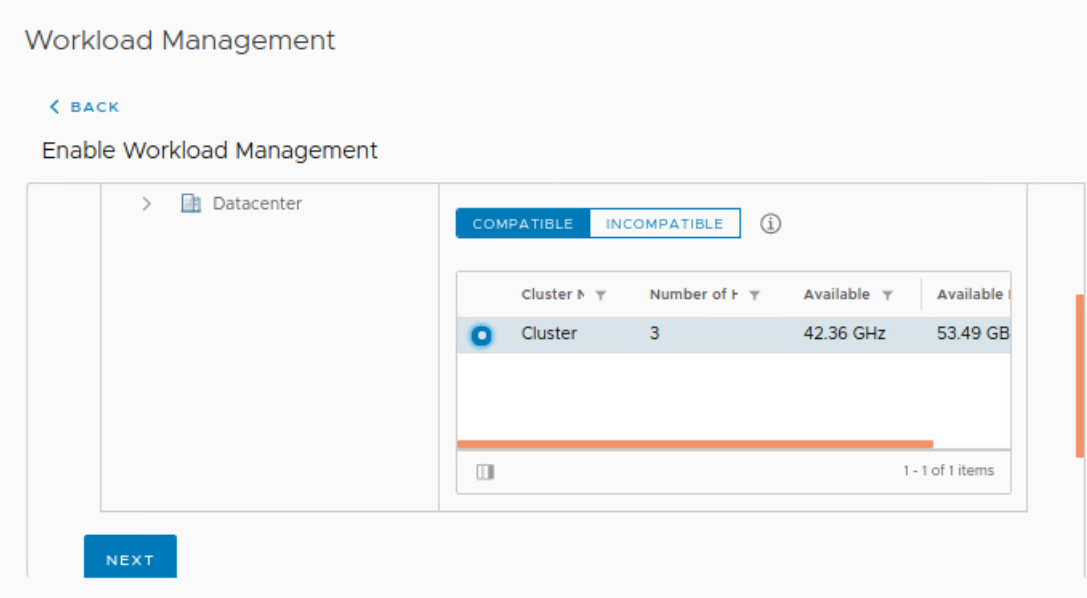 Workload Management
BACK
Enable Workload Management
Datacenter
COMPATIBLE INCOMPATIBLE
Cluster Number of Available Available
Cluster 3 42.36 GHz 53.49 GB
1 - 1 of 1 items
NEXT